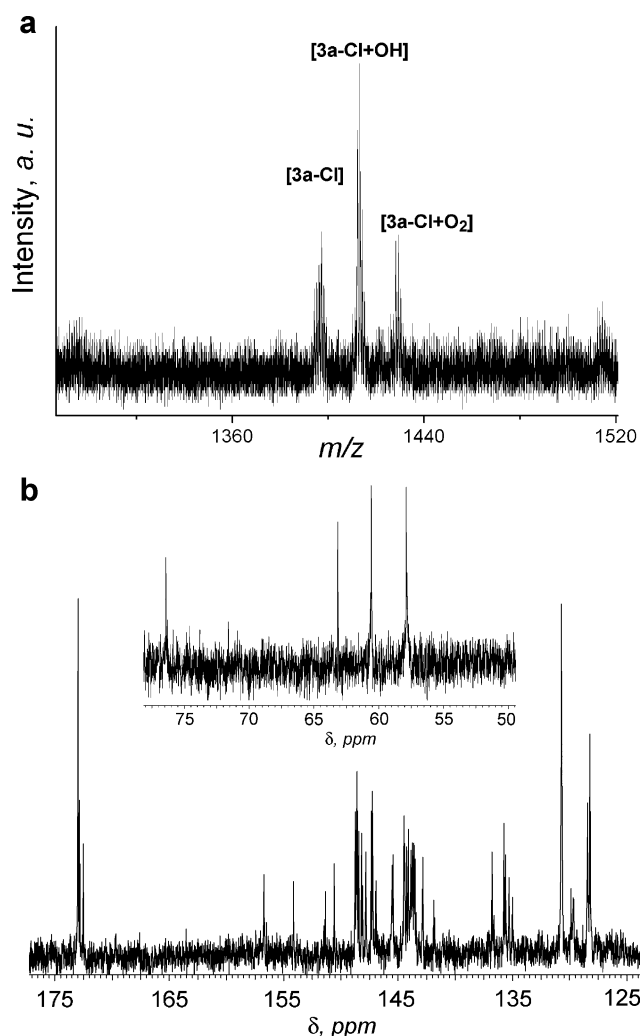 a
[3a-Cl+OH]
[3a-Cl]
[3a-Cl+O2]
Intensity, a. u.
1360 1440 1520
m/z
b
75 70 65 60 55 50
δ, ppm
175 165 155 145 135 125
δ, ppm